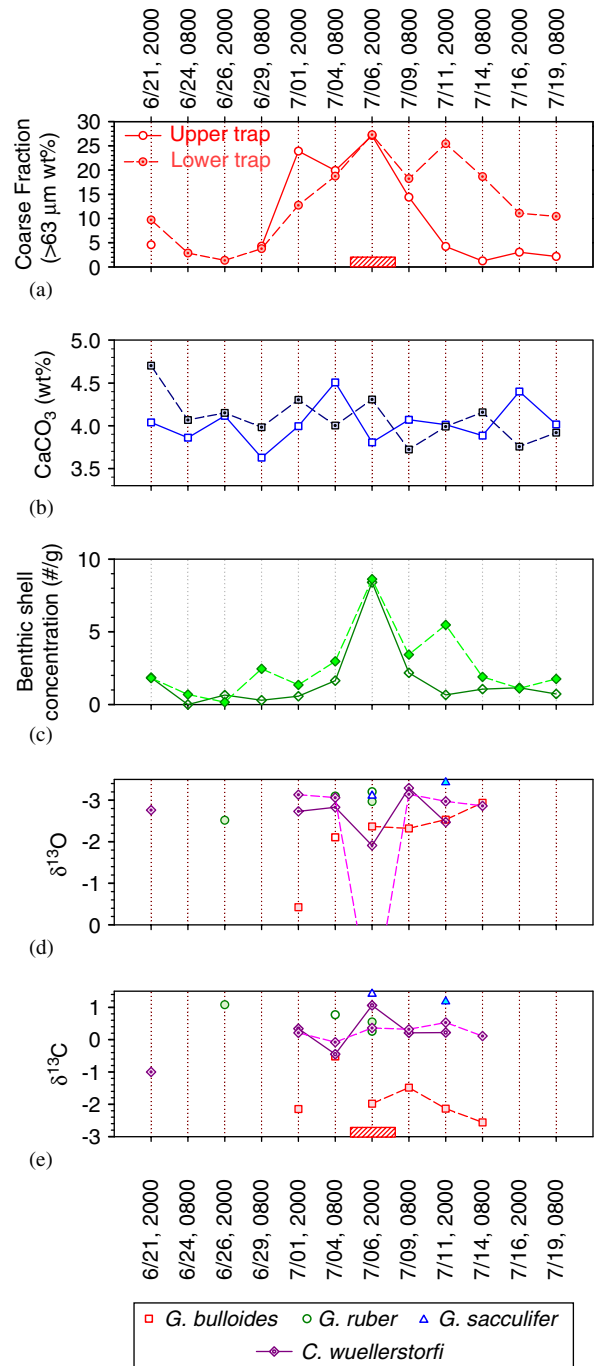 6/21, 2000
6/24, 0800
6/26, 2000
6/29, 0800
7/01, 2000
7/04, 0800
7/06, 2000
7/09, 0800
7/11, 2000
7/14, 0800
7/16, 2000
7/19, 0800
Coarse Fraction
(>63 μm wt%)
30
25
20
15
10
5
0
Upper trap
Lower trap
(a)
CaCO₃ (wt%)
5.0
4.5
4.0
3.5
(b)
Benthic shell
concentration (#/g)
10
5
0
(c)
δ¹³O
-3
-2
-1
0
(d)
δ¹³C
1
0
-1
-2
-3
(e)
6/21, 2000
6/24, 0800
6/26, 2000
6/29, 0800
7/01, 2000
7/04, 0800
7/06, 2000
7/09, 0800
7/11, 2000
7/14, 0800
7/16, 2000
7/19, 0800
G. bulloides G. ruber G. sacculifer
C. wuellerstorfi